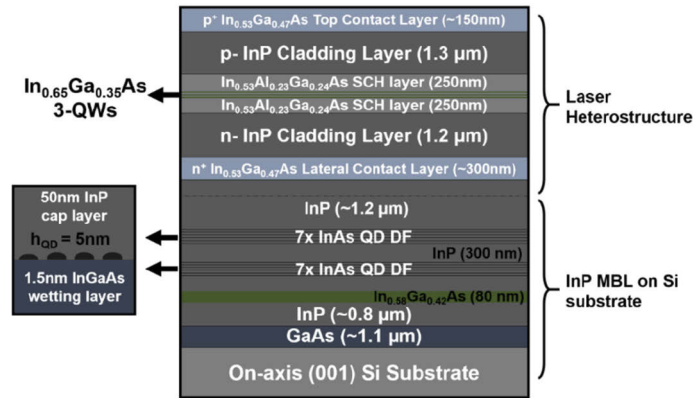 p⁺ In₀.₅₃Ga₀.₄₇As Top Contact Layer (~150nm)
p- InP Cladding Layer (1.3 µm)
In₀.₅₃Al₀.₂₃Ga₀.₂₄As SCH layer (250nm)
In₀.₅₃Al₀.₂₃Ga₀.₂₄As SCH layer (250nm)
n- InP Cladding Layer (1.2 µm)
n⁺ In₀.₅₃Ga₀.₄₇As Lateral Contact Layer (~300nm)
InP (~1.2 µm)
7x InAs QD DF
InP (300 nm)
7x InAs QD DF
In₀.₅₈Ga₀.₄₂As (80 nm)
InP (~0.8 µm)
GaAs (~1.1 µm)
On-axis (001) Si Substrate
In₀.₆₅Ga₀.₃₅As
3-QWs
50nm InP
cap layer
h_QD = 5nm
1.5nm InGaAs
wetting layer
Laser
Heterostructure
InP MBL on Si
substrate